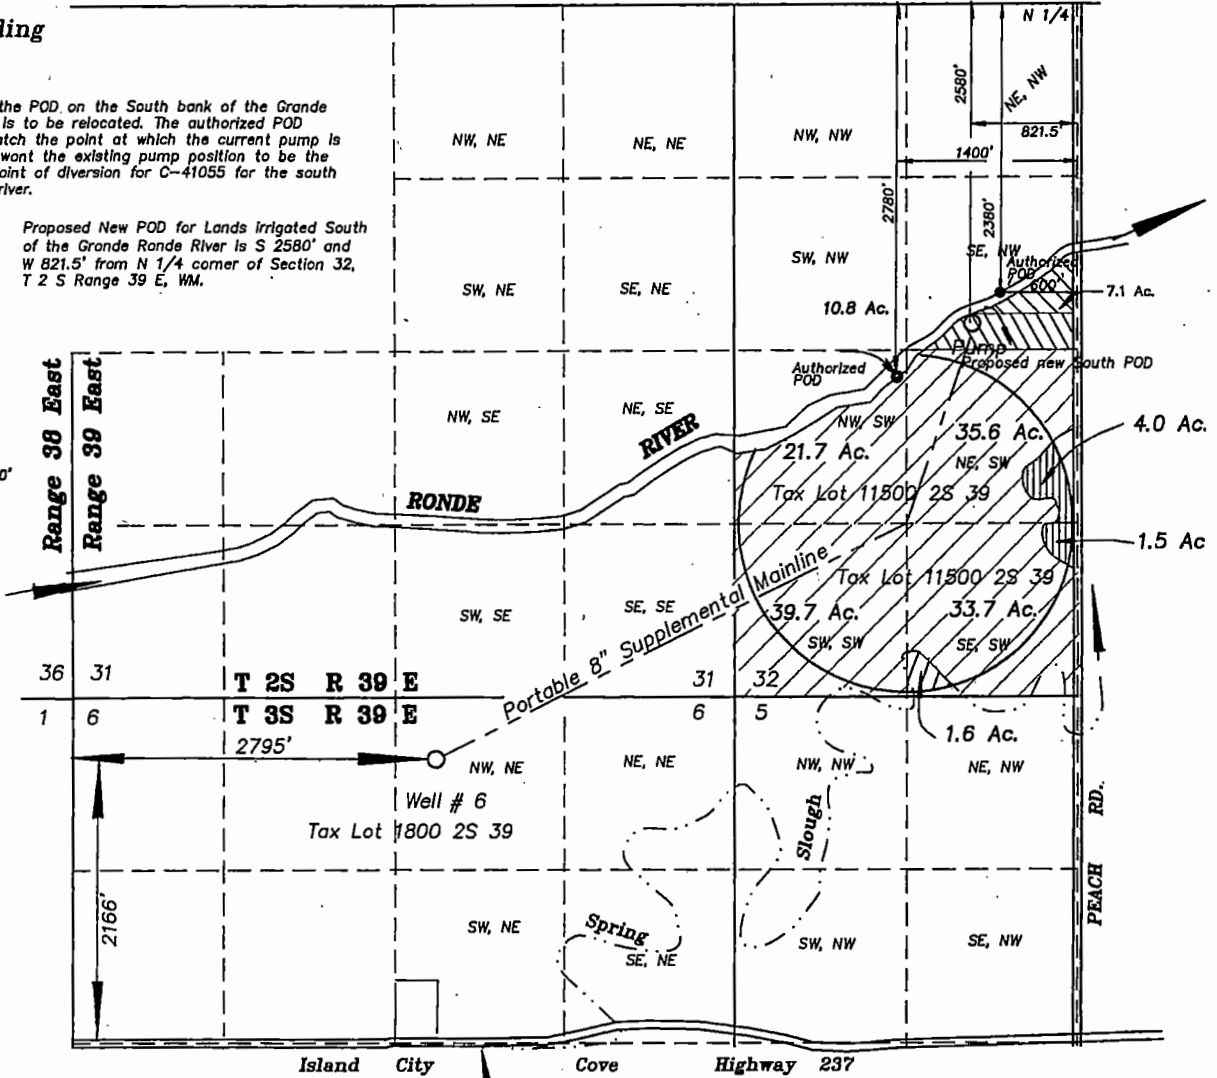 ding
N 1/4
the POD on the South bank of the Grande
is to be relocated. The authorized POD
atch the point at which the current pump is
want the existing pump position to be the
oint of diversion for C-41055 for the south
river.
Proposed New POD for Lands Irrigated South
of the Grande Ronde River is S 2580' and
W 821.5' from N 1/4 corner of Section 32,
T 2 S Range 39 E, WM.
NW, NE
NE, NE
NW, NW
NE, NW
2580'
821.5'
1400'
2780'
2380'
SW, NE
SE, NE
SW, NW
SE, NW
Authorized
POD
600'
7.1 Ac.
10.8 Ac.
Pump
Proposed new South POD
Authorized
POD
Range 38 East
Range 39 East
0'
NW, SE
NE, SE
NW, SW
NE, SW
21.7 Ac.
35.6 Ac.
4.0 Ac.
RONDE
RIVER
Tax Lot 11500 2S 39
1.5 Ac
Tax Lot 11500 2S 39
SW, SE
SE, SE
39.7 Ac.
33.7 Ac.
SW, SW
SE, SW
Portable 8" Supplemental Mainline
36
31
T 2S R 39 E
31
32
1
6
T 3S R 39 E
6
5
1.6 Ac.
2795'
NW, NE
NE, NE
NW, NW
NE, NW
Well # 6
Tax Lot 1800 2S 39
Slough
PEACH RD.
2166'
SW, NE
Spring
SE, NE
SW, NW
SE, NW
Island City Cove Highway 237